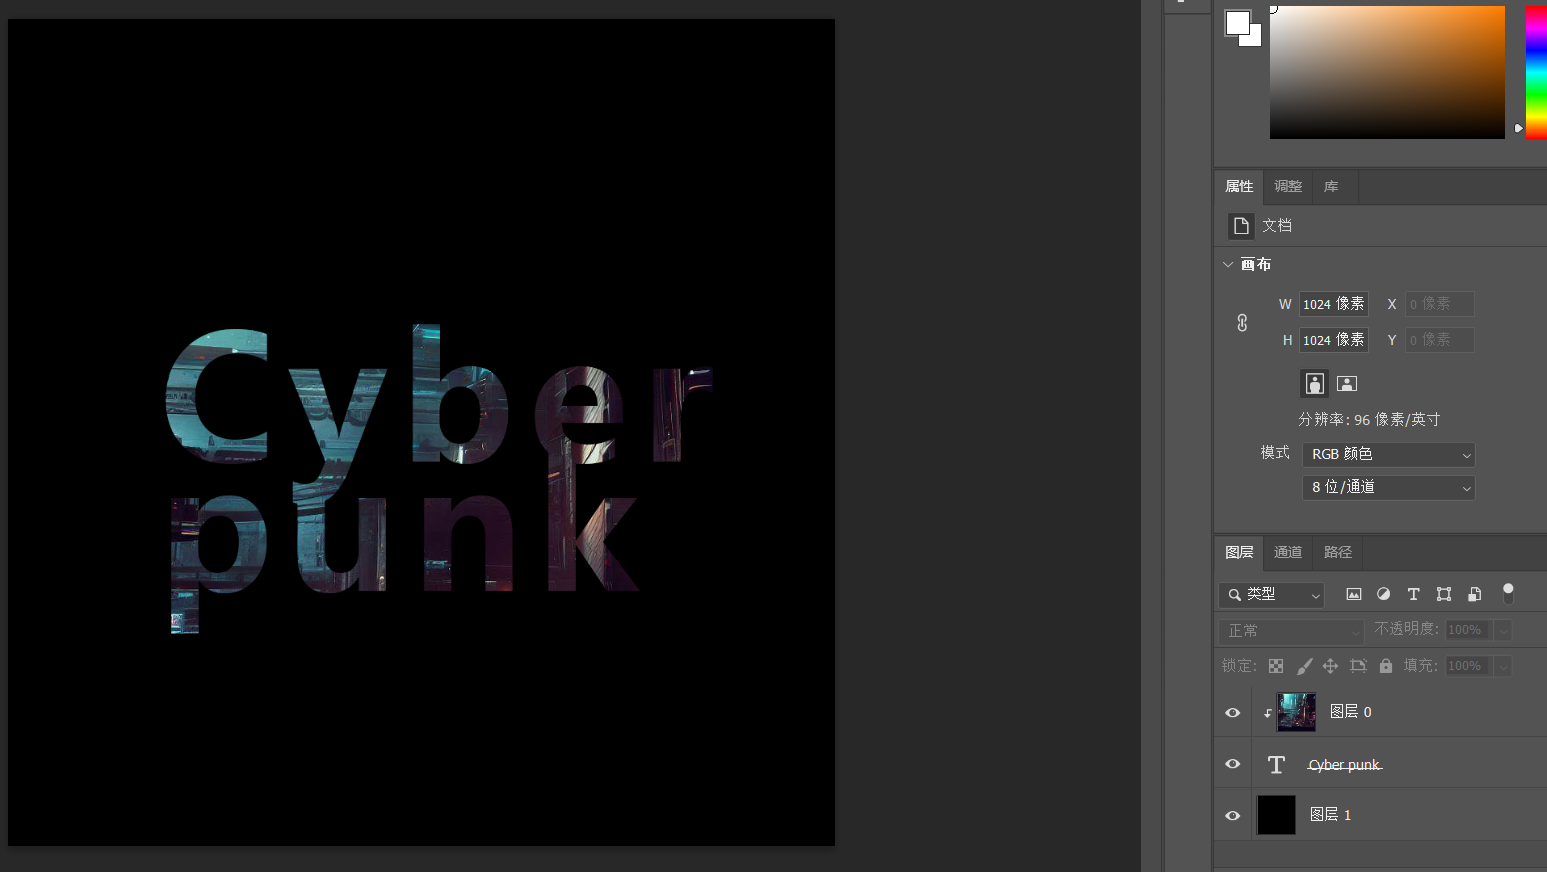 Cyber
punk
属性 调整 库
文档
画布
W 1024 像素 X 0 像素
H 1024 像素 Y 0 像素
分辨率: 96 像素/英寸
模式 RGB 颜色
8 位/通道
图层 通道 路径
类型
正常 不透明度: 100%
锁定: 填充: 100%
图层 0
Cyber punk
图层 1